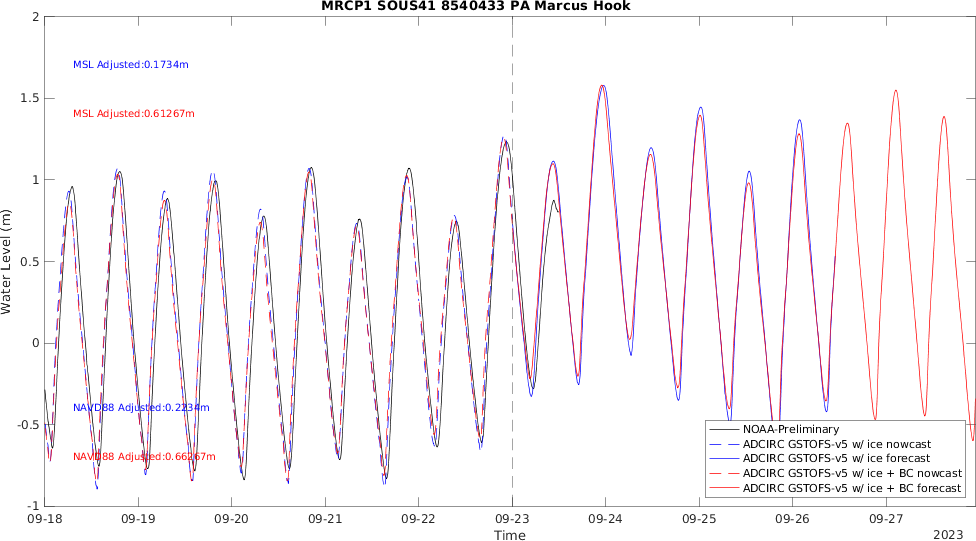 MRCP1 SOUS41 8540433 PA Marcus Hook
2
1.5
1
0.5
0
-0.5
-1
Water Level (m)
MSL Adjusted:0.1734m
MSL Adjusted:0.61267m
NAVD88 Adjusted:0.2234m
NAVD88 Adjusted:0.66267m
NOAA-Preliminary
ADCIRC GSTOFS-v5 w/ ice nowcast
ADCIRC GSTOFS-v5 w/ ice forecast
ADCIRC GSTOFS-v5 w/ ice + BC nowcast
ADCIRC GSTOFS-v5 w/ ice + BC forecast
09-18 09-19 09-20 09-21 09-22 09-23 09-24 09-25 09-26 09-27
Time
2023